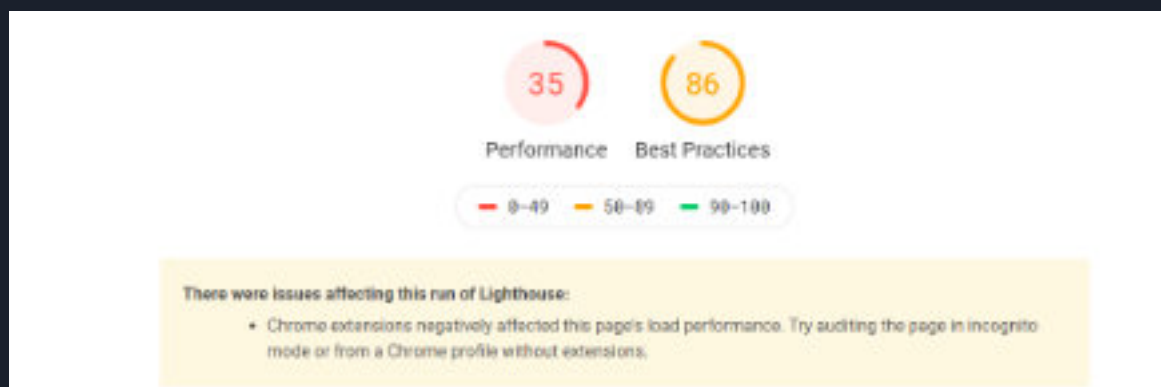 35 86
Performance Best Practices
0–49 50–89 90–100
There were issues affecting this run of Lighthouse:
• Chrome extensions negatively affected this page's load performance. Try auditing the page in incognito
mode or from a Chrome profile without extensions.